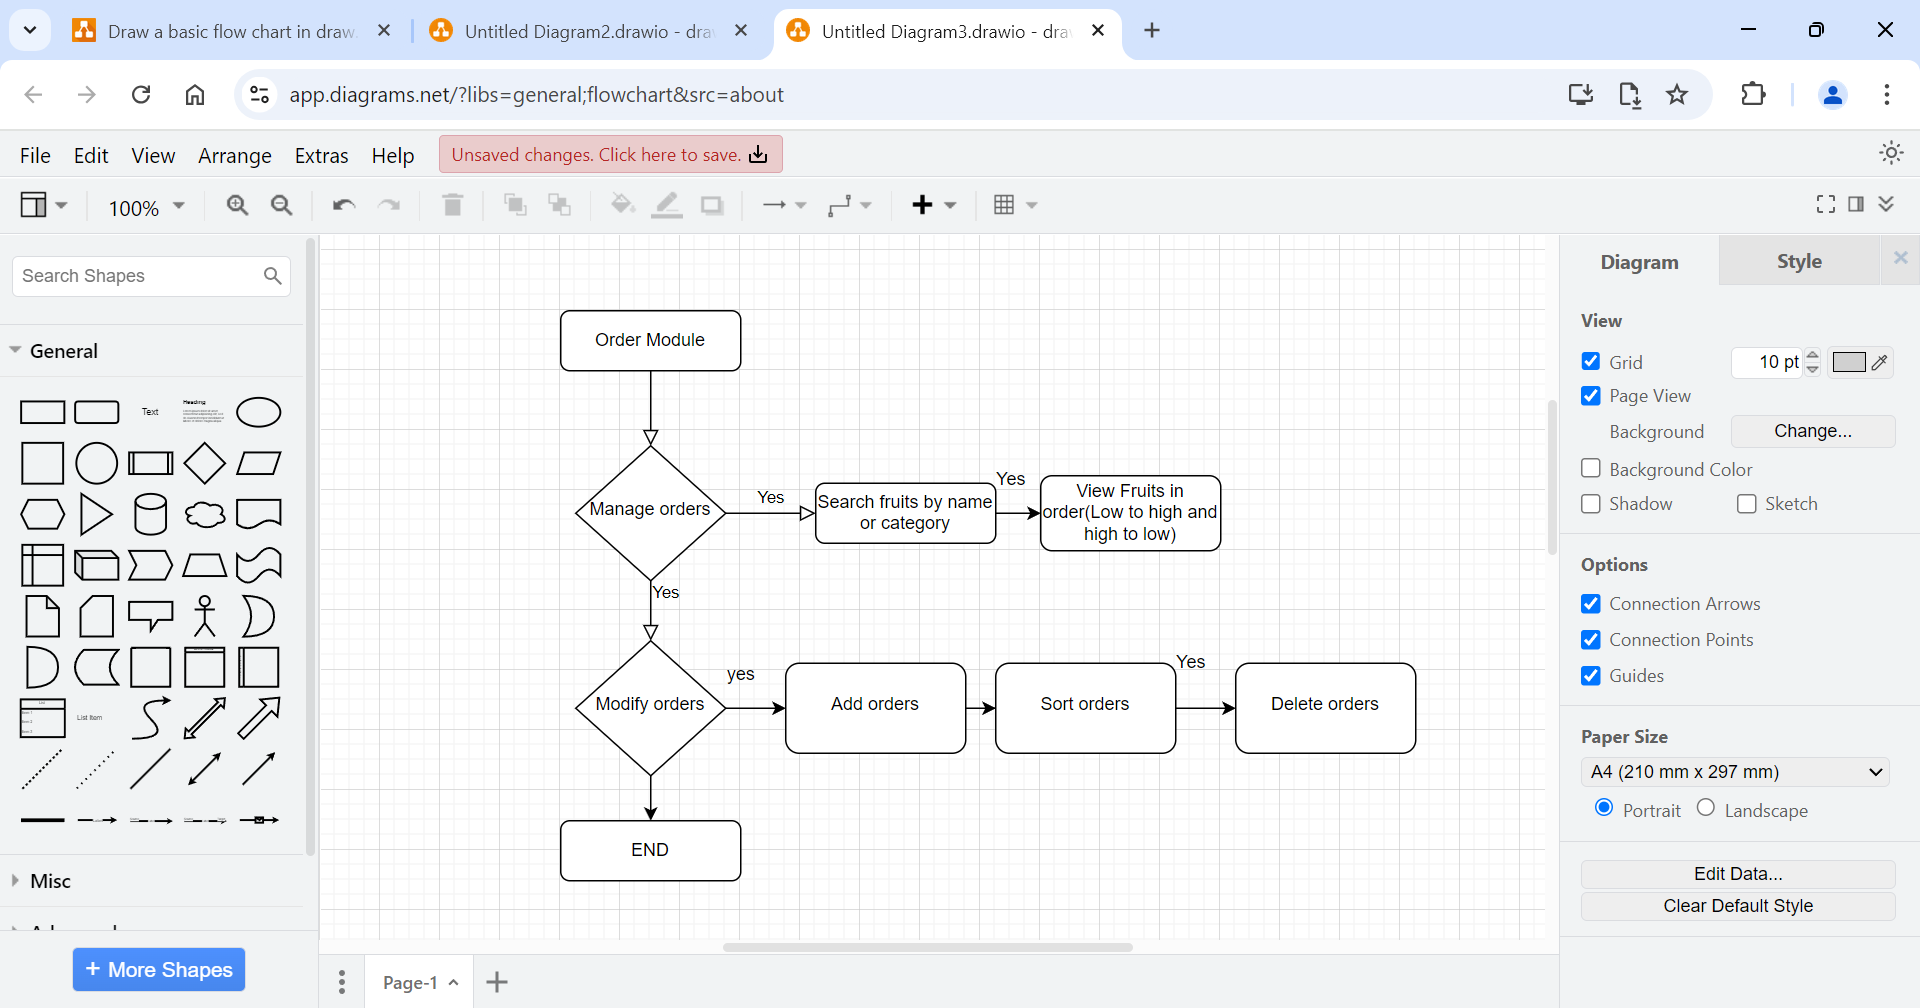 Draw a basic flow chart in draw.
Untitled Diagram2.drawio - dra
Untitled Diagram3.drawio - dra
app.diagrams.net/?libs=general;flowchart&src=about
File Edit View Arrange Extras Help Unsaved changes. Click here to save.
100%
Search Shapes
General
Text
Heading
List
List Item
Misc
+ More Shapes
Order Module
Manage orders
Yes
Search fruits by name
or category
Yes
View Fruits in
order(Low to high and
high to low)
Yes
Modify orders
yes
Add orders
Sort orders
Yes
Delete orders
END
Page-1
Diagram
Style
View
Grid
10 pt
Page View
Background
Change...
Background Color
Shadow
Sketch
Options
Connection Arrows
Connection Points
Guides
Paper Size
A4 (210 mm x 297 mm)
Portrait
Landscape
Edit Data...
Clear Default Style